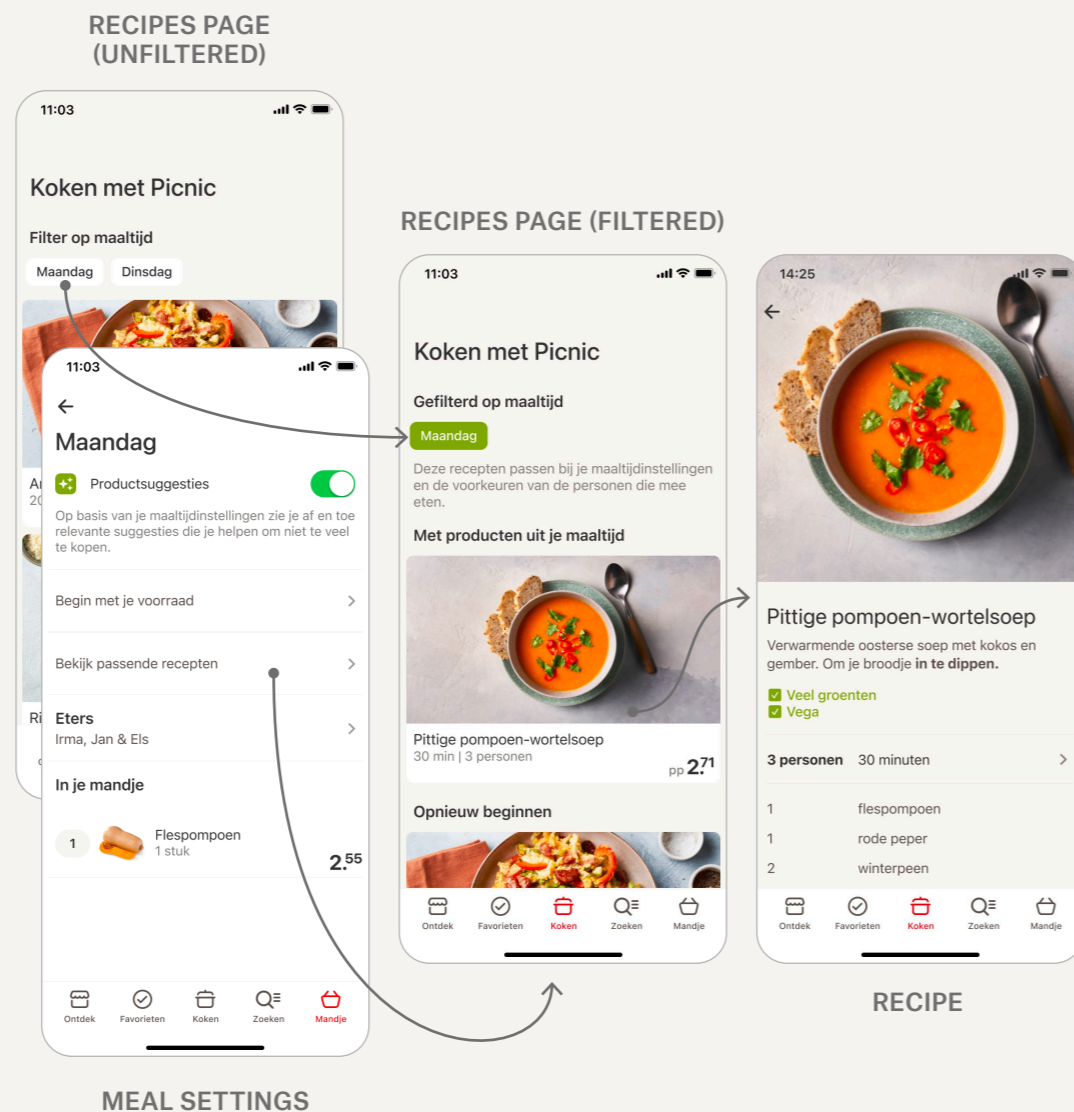 RECIPES PAGE
(UNFILTERED)
11:03
Koken met Picnic
Filter op maaltijd
Maandag
Dinsdag
11:03
Maandag
Productsuggesties
Op basis van je maaltijdinstellingen zie je af en toe
relevante suggesties die je helpen om niet te veel
te kopen.
Begin met je voorraad
Bekijk passende recepten
Eters
Irma, Jan & Els
In je mandje
1
Flespompoen
1 stuk
2.55
Ontdek
Favorieten
Koken
Zoeken
Mandje
MEAL SETTINGS
RECIPES PAGE (FILTERED)
11:03
Koken met Picnic
Gefilterd op maaltijd
Maandag
Deze recepten passen bij je maaltijdinstellingen
en de voorkeuren van de personen die mee
eten.
Met producten uit je maaltijd
Pittige pompoen-wortelsoep
30 min | 3 personen
pp 2.71
Opnieuw beginnen
Ontdek
Favorieten
Koken
Zoeken
Mandje
14:25
Pittige pompoen-wortelsoep
Verwarmende oosterse soep met kokos en
gember. Om je broodje in te dippen.
Veel groenten
Vega
3 personen 30 minuten
1 flespompoen
1 rode peper
2 winterpeen
Ontdek
Favorieten
Koken
Zoeken
Mandje
RECIPE